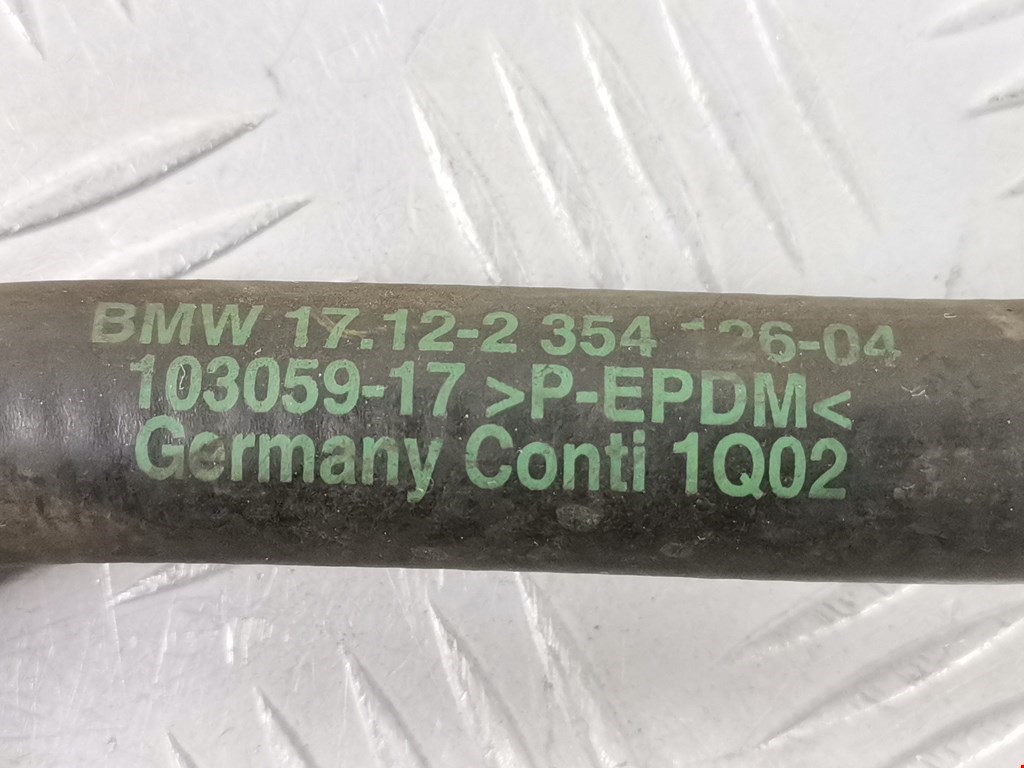 BMW 17.12-2 354 126-04
103059-17 >P-EPDM<
Germany Conti 1Q02